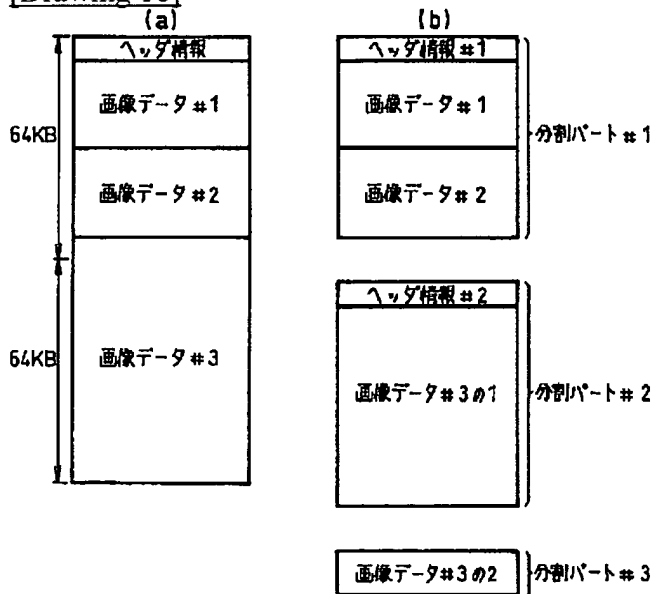 (a)
ヘッダ情報
64KB
画像データ#1
画像データ#2
64KB
画像データ#3
(b)
ヘッダ情報#1
画像データ#1
画像データ#2
分割パート#1
ヘッダ情報#2
画像データ#3の1
分割パート#2
画像データ#3の2
分割パート#3